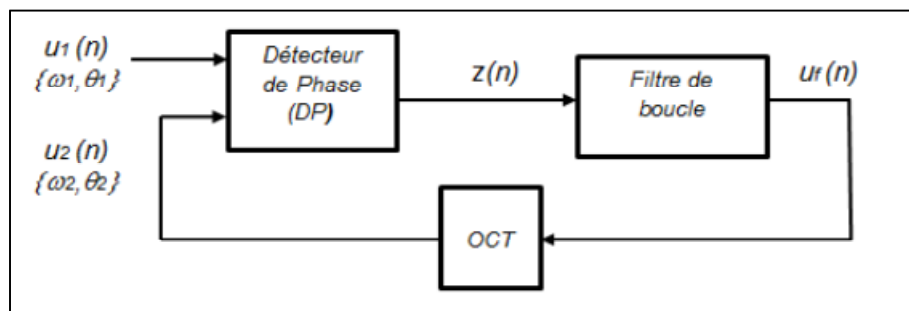 u1 (n)
{ω1,θ1}
Détecteur
de Phase
(DP)
z(n)
Filtre de
boucle
uf (n)
u2 (n)
{ω2,θ2}
OCT